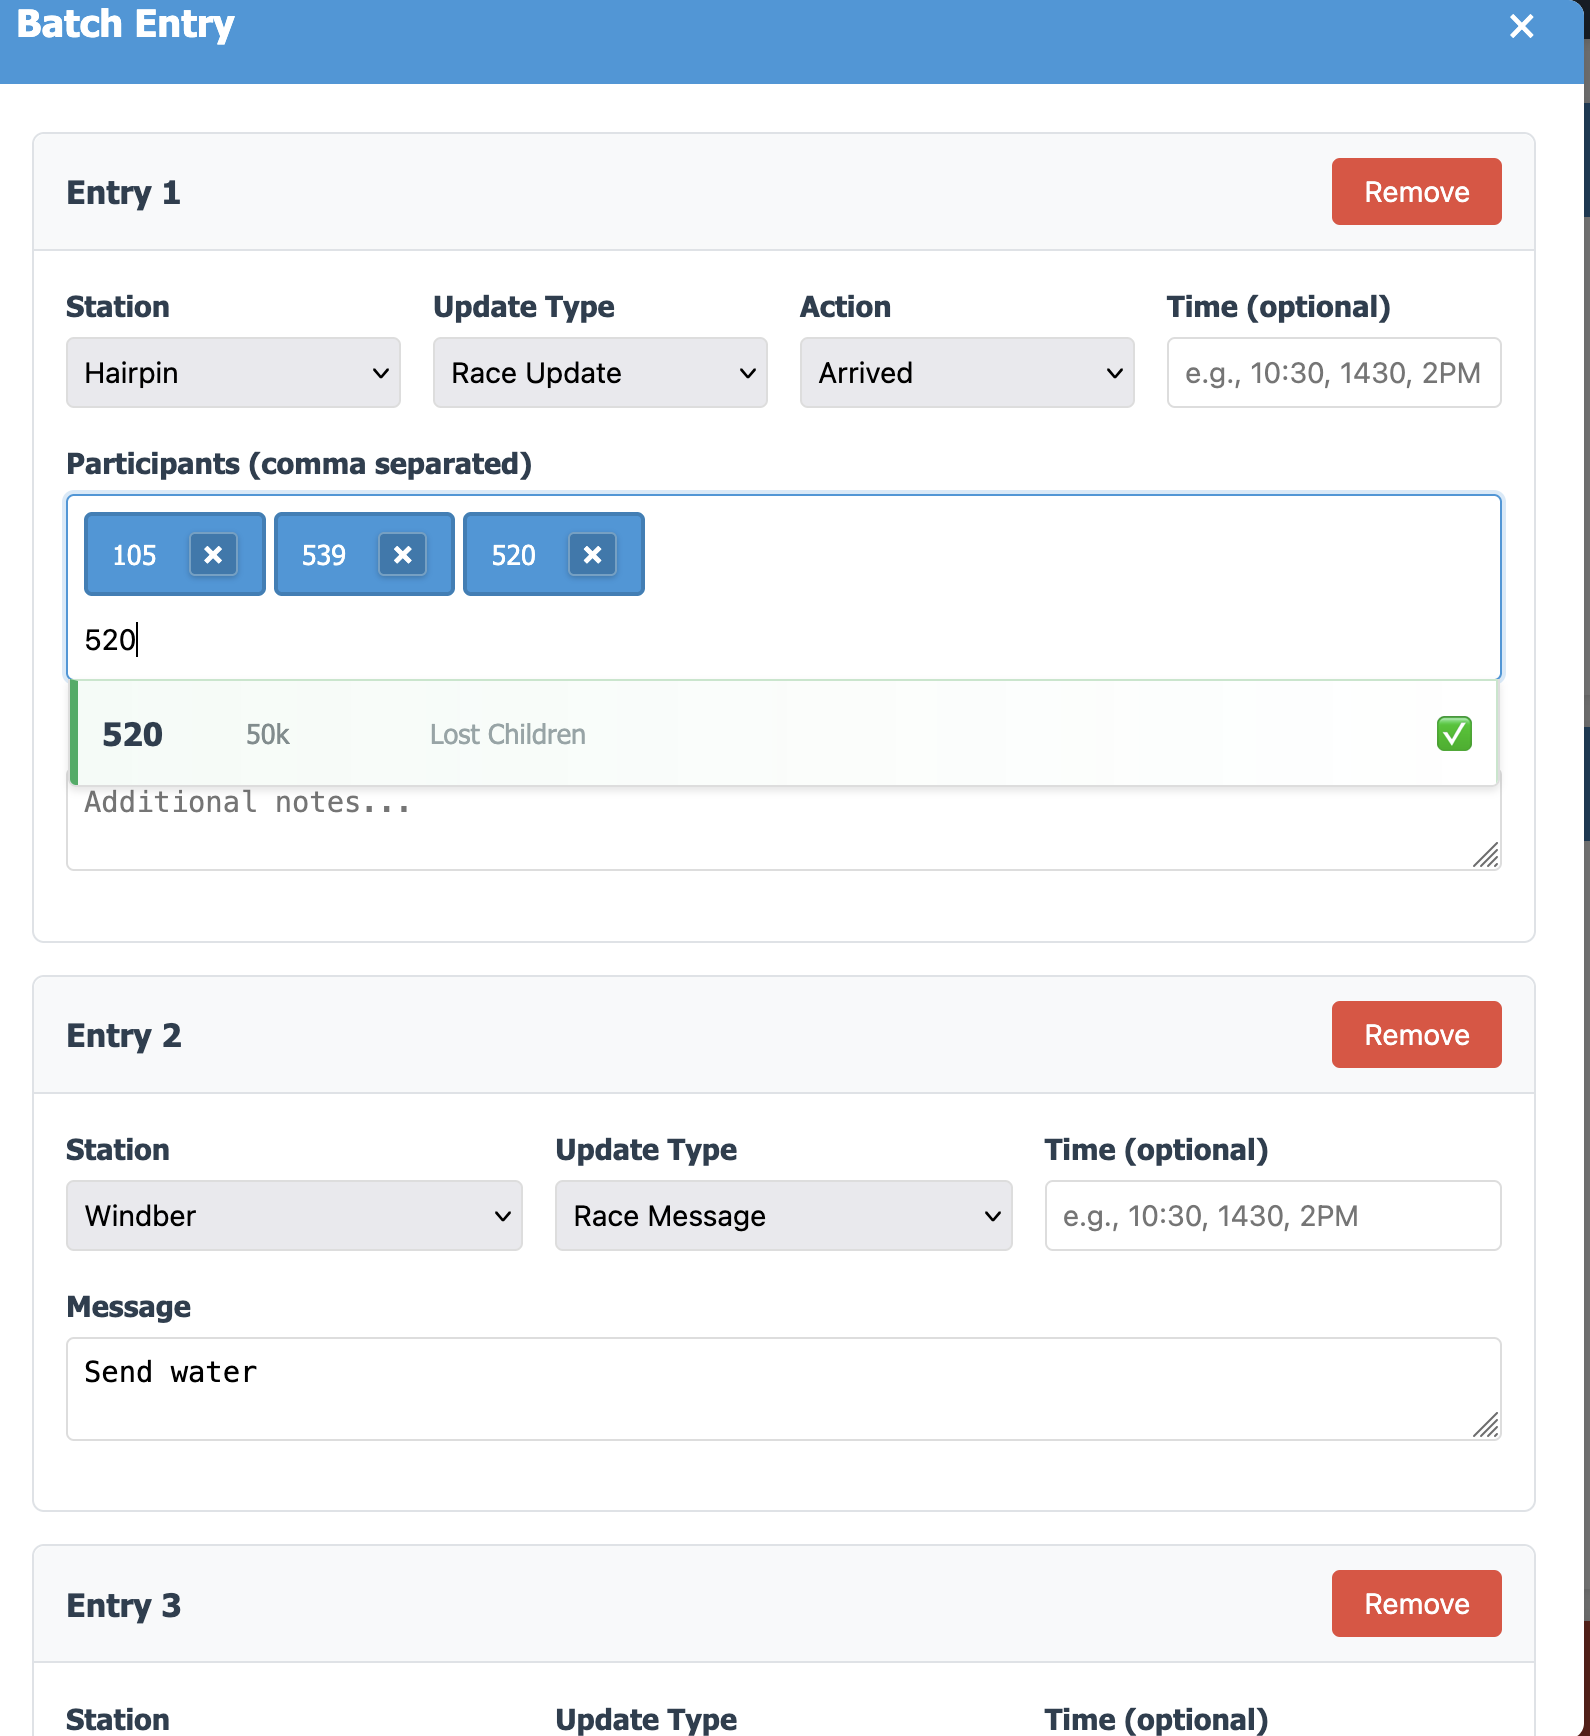 Batch Entry
Entry 1
Remove
Station
Update Type
Action
Time (optional)
Hairpin
Race Update
Arrived
e.g., 10:30, 1430, 2PM
Participants (comma separated)
105
539
520
520
520
50k
Lost Children
Additional notes...
Entry 2
Remove
Station
Update Type
Time (optional)
Windber
Race Message
e.g., 10:30, 1430, 2PM
Message
Send water
Entry 3
Remove
Station
Update Type
Time (optional)